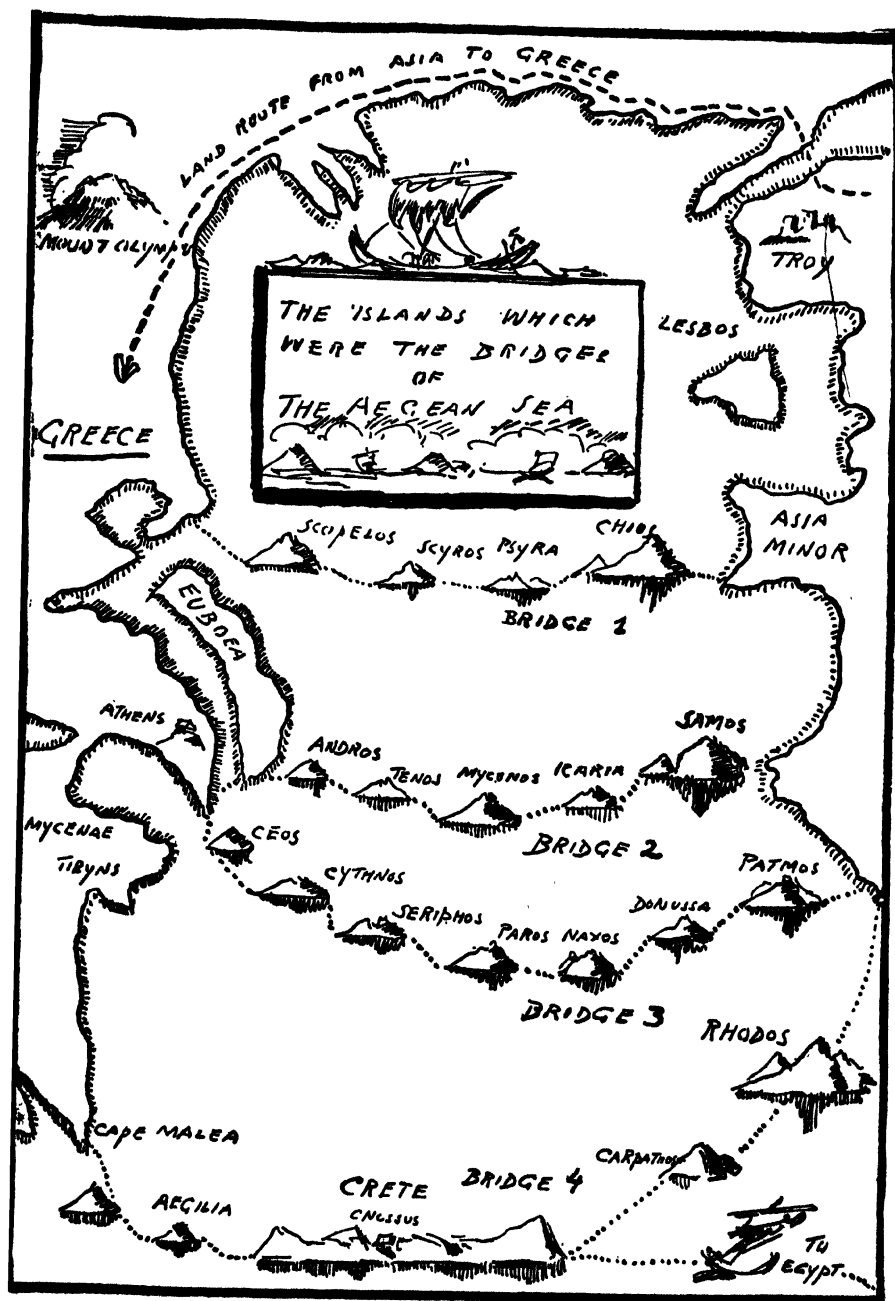 LAND ROUTE FROM ASIA TO GREECE
MOUNT OLYMPUS
TROY
THE ISLANDS WHICH
WERE THE BRIDGES
OF
THE AEGEAN SEA
LESBOS
GREECE
ASIA
MINOR
SCOPELOS
SCYROS
PSYRA
CHIOS
BRIDGE 1
EUBOEA
ATHENS
ANDROS
TENOS
MYCONOS
ICARIA
SAMOS
BRIDGE 2
MYCENAE
TIRYNS
CEOS
CYTHNOS
SERIPHOS
PAROS
NAXOS
DONUSSA
PATMOS
BRIDGE 3
RHODOS
CAPE MALEA
AEGILIA
CRETE
CNOSSUS
BRIDGE 4
CARPATHOS
TO
EGYPT